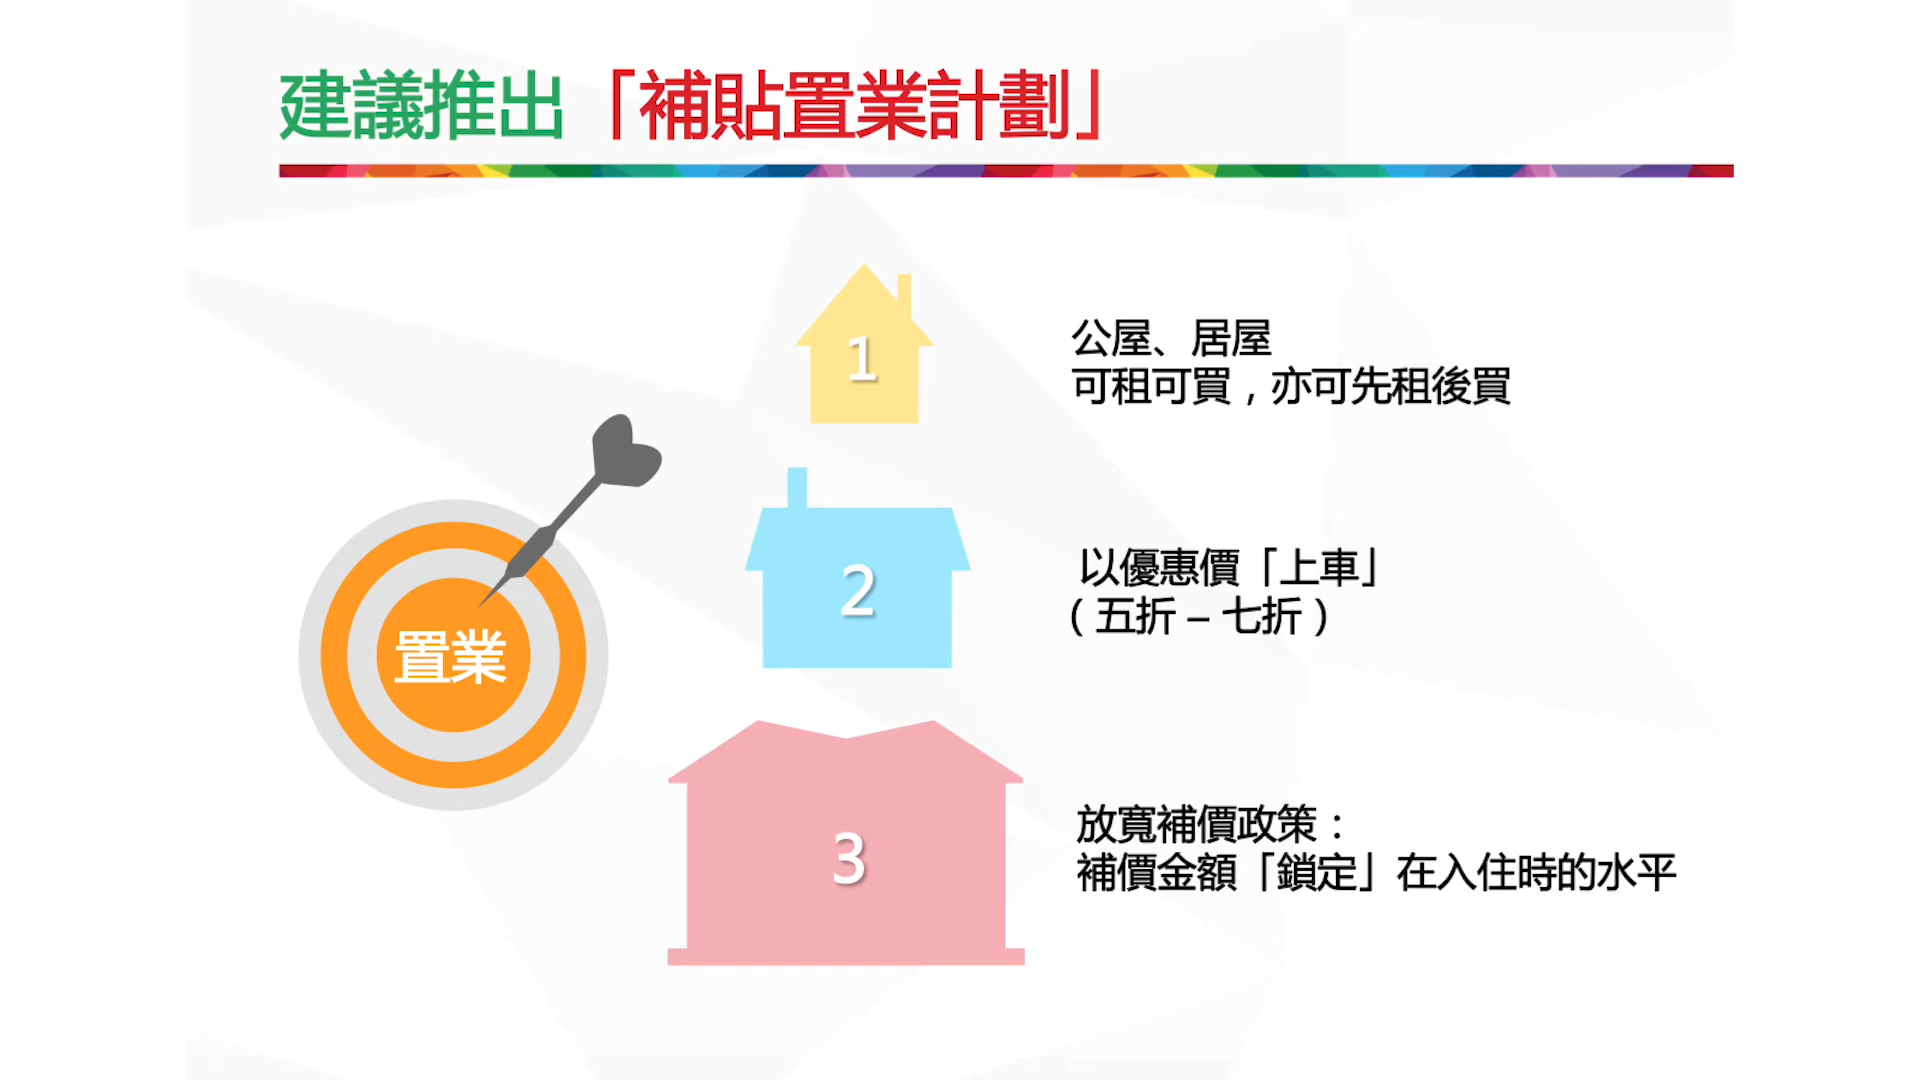 建議推出「補貼置業計劃」
置業
1
公屋、居屋
可租可買，亦可先租後買
2
以優惠價「上車」
（五折 – 七折）
3
放寬補價政策：
補價金額「鎖定」在入住時的水平